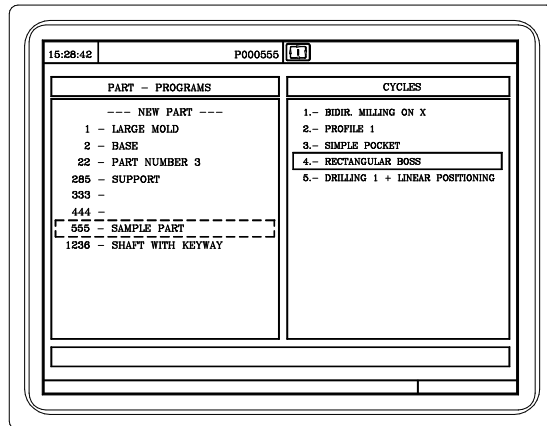 15:28:42 P000555
PART - PROGRAMS
--- NEW PART ---
1 - LARGE MOLD
2 - BASE
22 - PART NUMBER 3
285 - SUPPORT
333 -
444 -
555 - SAMPLE PART
1236 - SHAFT WITH KEYWAY
CYCLES
1.- BIDIR. MILLING ON X
2.- PROFILE 1
3.- SIMPLE POCKET
4.- RECTANGULAR BOSS
5.- DRILLING 1 + LINEAR POSITIONING